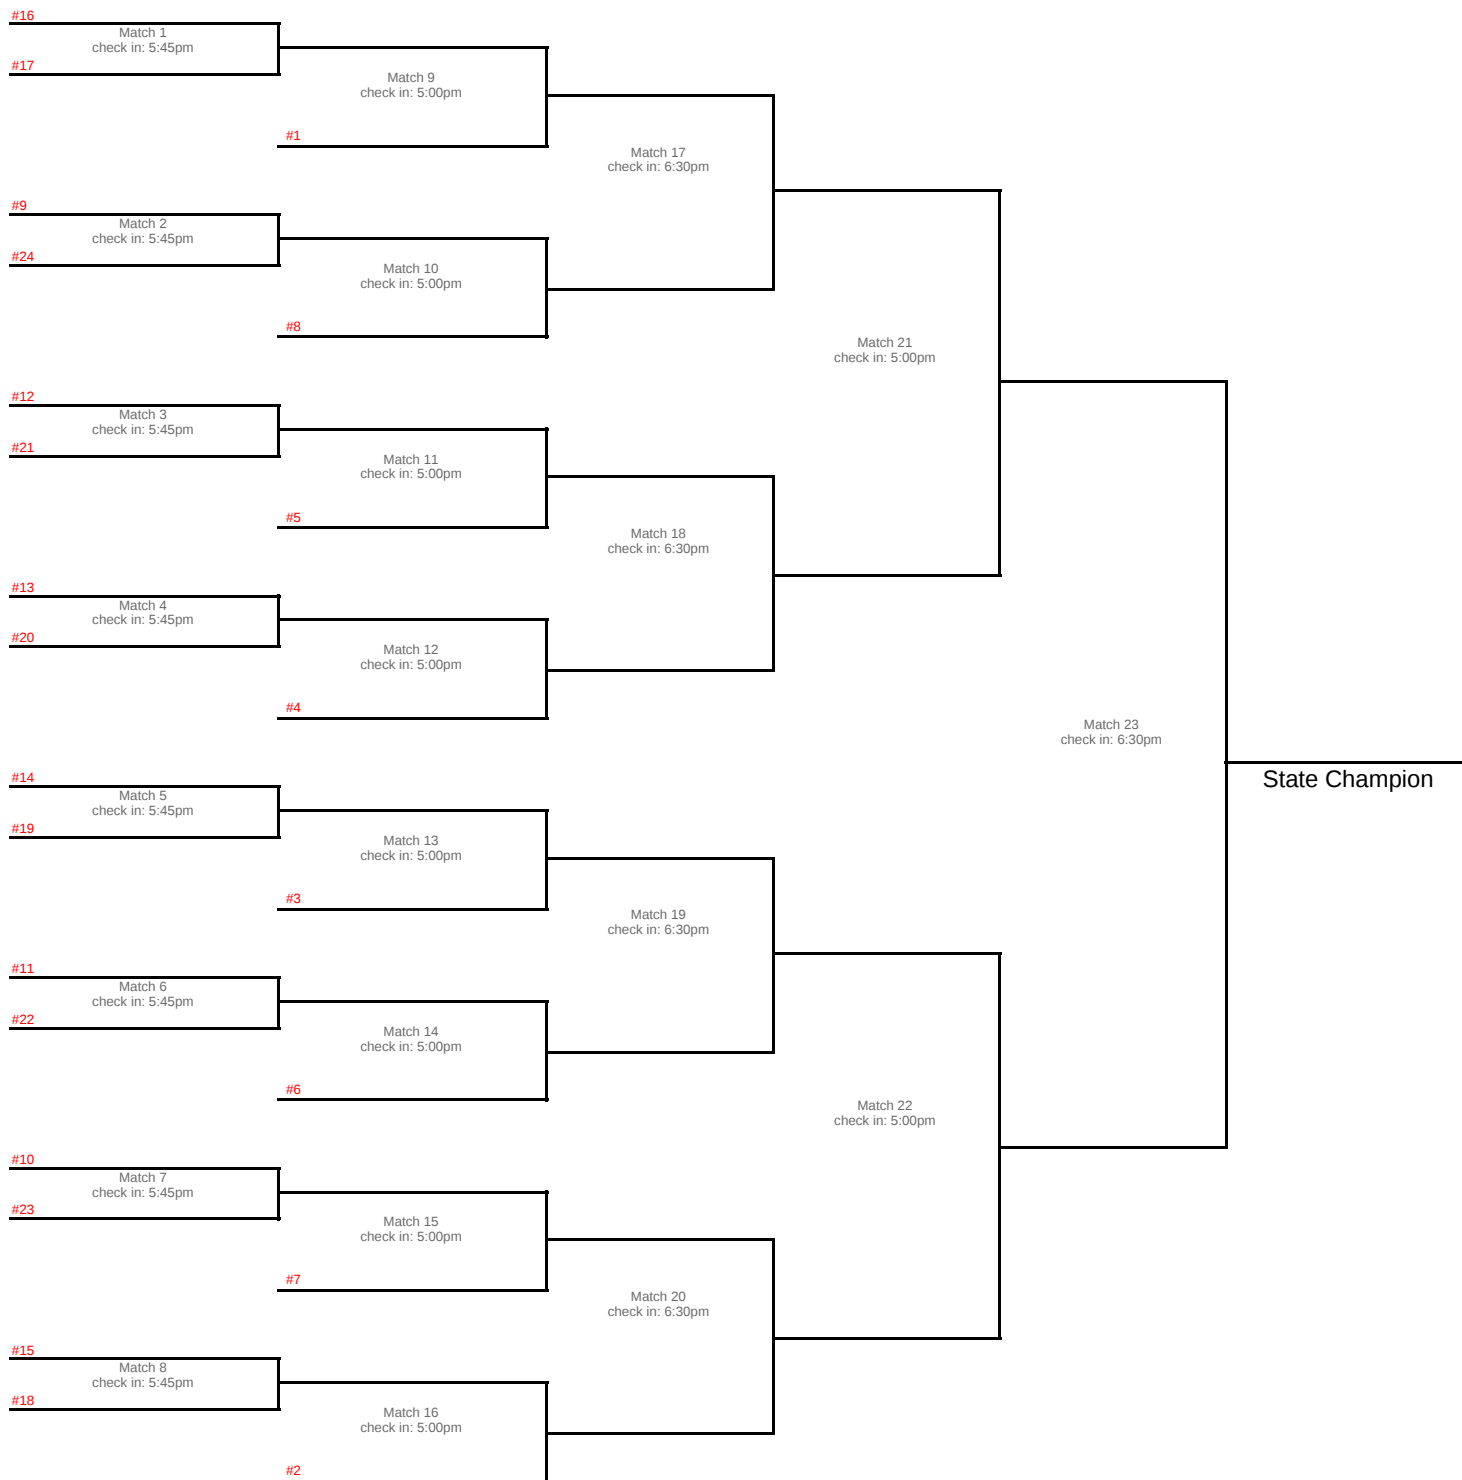 #16
Match 1
check in: 5:45pm
#17
Match 9
check in: 5:00pm
#1
Match 17
check in: 6:30pm
#9
Match 2
check in: 5:45pm
#24
Match 10
check in: 5:00pm
#8
Match 21
check in: 5:00pm
#12
Match 3
check in: 5:45pm
#21
Match 11
check in: 5:00pm
#5
Match 18
check in: 6:30pm
#13
Match 4
check in: 5:45pm
#20
Match 12
check in: 5:00pm
#4
Match 23
check in: 6:30pm
State Champion
#14
Match 5
check in: 5:45pm
#19
Match 13
check in: 5:00pm
#3
Match 19
check in: 6:30pm
#11
Match 6
check in: 5:45pm
#22
Match 14
check in: 5:00pm
#6
Match 22
check in: 5:00pm
#10
Match 7
check in: 5:45pm
#23
Match 15
check in: 5:00pm
#7
Match 20
check in: 6:30pm
#15
Match 8
check in: 5:45pm
#18
Match 16
check in: 5:00pm
#2